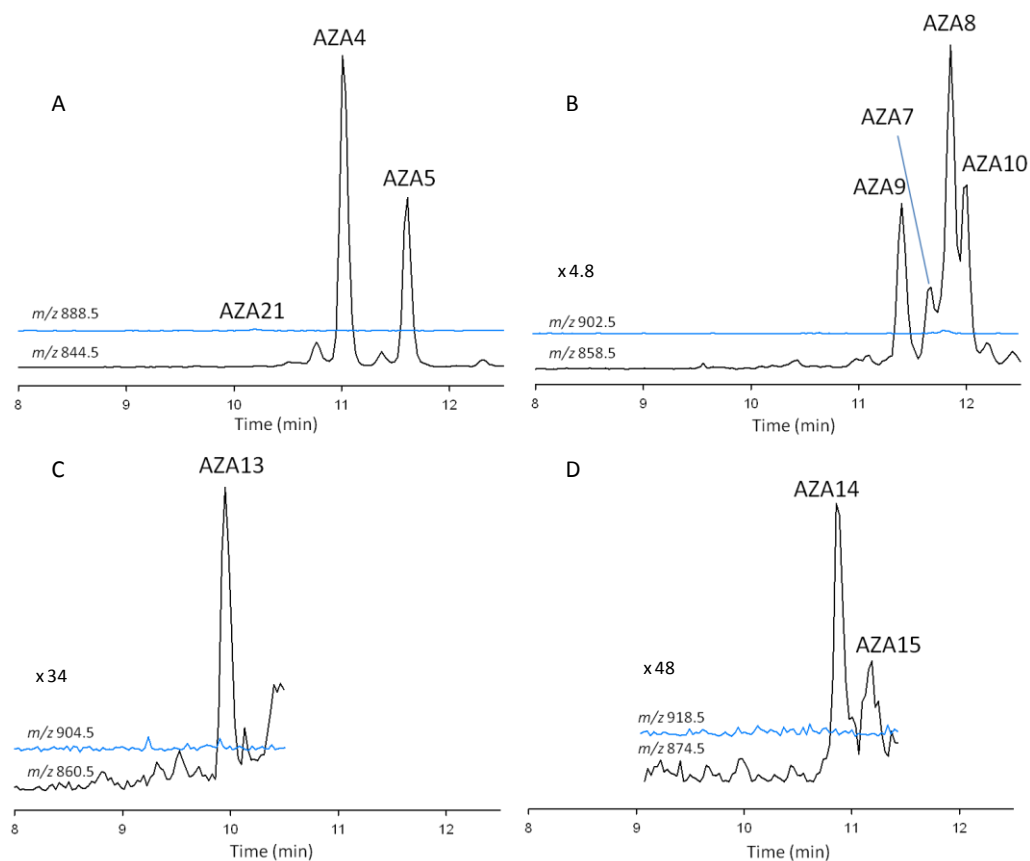 A
AZA4
AZA5
AZA21
m/z 888.5
m/z 844.5
8 9 10 11 12
Time (min)
B
AZA8
AZA7
AZA10
AZA9
x 4.8
m/z 902.5
m/z 858.5
8 9 10 11 12
Time (min)
C
AZA13
x 34
m/z 904.5
m/z 860.5
8 9 10 11 12
Time (min)
D
AZA14
AZA15
x 48
m/z 918.5
m/z 874.5
8 9 10 11 12
Time (min)